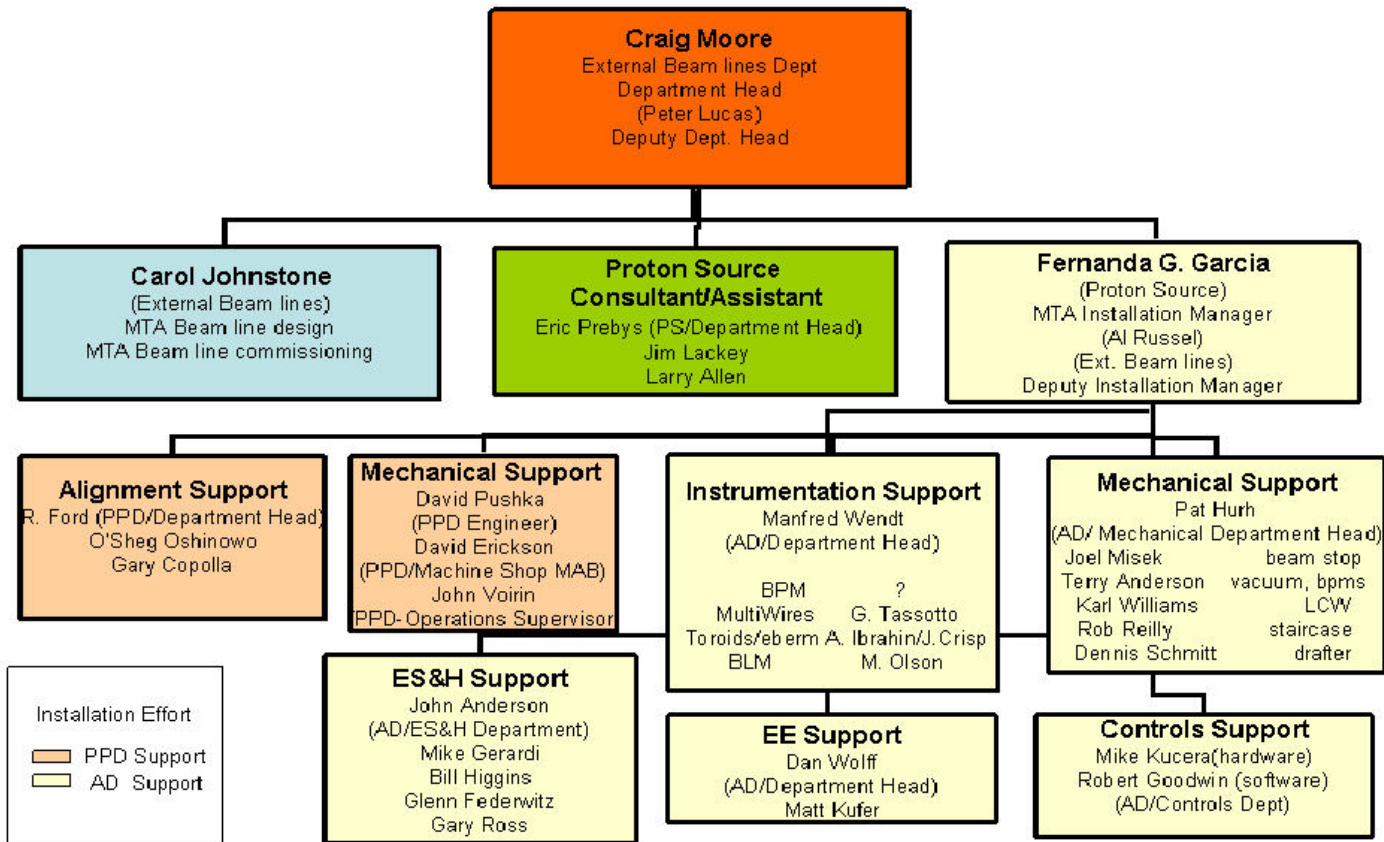 Craig Moore
External Beam lines Dept
Department Head
(Peter Lucas)
Deputy Dept. Head
Carol Johnstone
(External Beam lines)
MTA Beam line design
MTA Beam line commissioning
Proton Source
Consultant/Assistant
Eric Prebys (PS/Department Head)
Jim Lackey
Larry Allen
Fernanda G. Garcia
(Proton Source)
MTA Installation Manager
(Al Russel)
(Ext. Beam lines)
Deputy Installation Manager
Alignment Support
R. Ford (PPD/Department Head)
O'Sheg Oshinowo
Gary Copolla
Mechanical Support
David Pushka
(PPD Engineer)
David Erickson
(PPD/Machine Shop MAB)
John Voirin
(PPD-Operations Supervisor
Instrumentation Support
Manfred Wendt
(AD/Department Head)
BPM ?
MultiWires G. Tassotto
Toroids/eberm A. Ibrahin/J.Crisp
BLM M. Olson
Mechanical Support
Pat Hurh
(AD/ Mechanical Department Head)
Joel Misek beam stop
Terry Anderson vacuum, bpms
Karl Williams LCW
Rob Reilly staircase
Dennis Schmitt drafter
ES&H Support
John Anderson
(AD/ES&H Department)
Mike Gerardi
Bill Higgins
Glenn Federwitz
Gary Ross
EE Support
Dan Wolff
(AD/Department Head)
Matt Kufer
Controls Support
Mike Kucera(hardware)
Robert Goodwin (software)
(AD/Controls Dept)
Installation Effort
PPD Support
AD Support